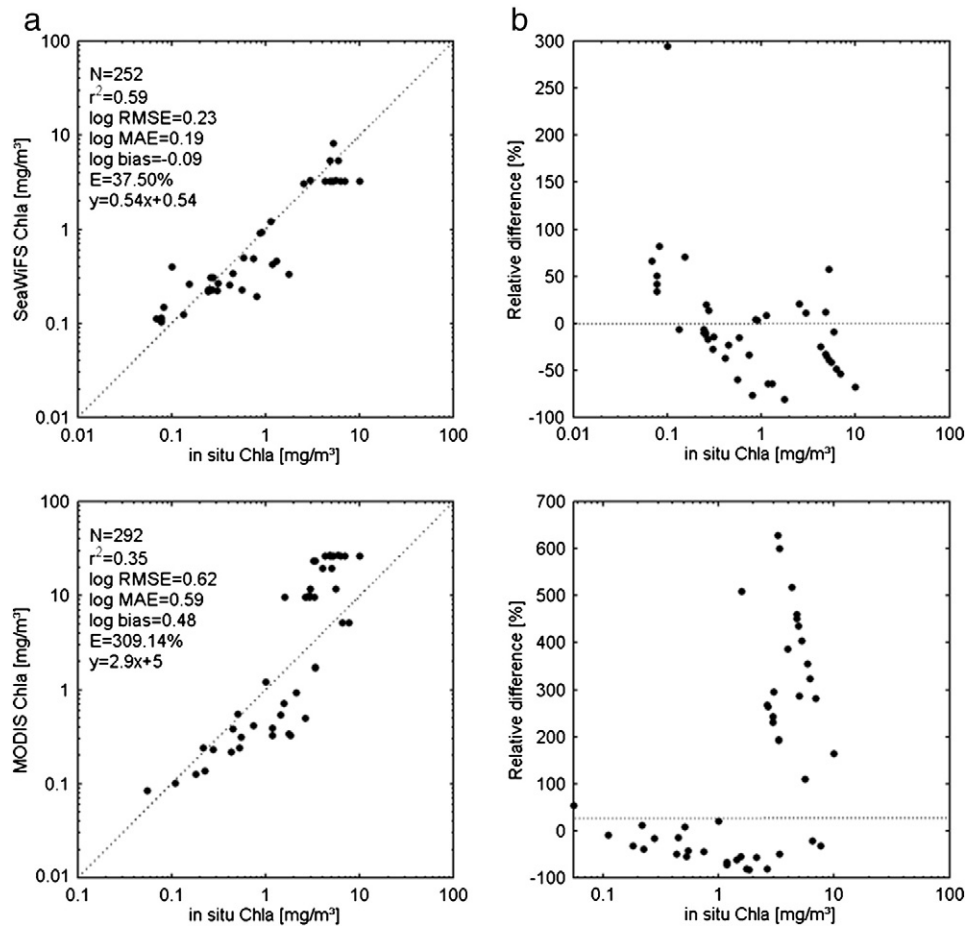 a
SeaWiFS Chla [mg/m³]
100
10
1
0.1
0.01
N=252
r²=0.59
log RMSE=0.23
log MAE=0.19
log bias=-0.09
E=37.50%
y=0.54x+0.54
0.01 0.1 1 10 100
in situ Chla [mg/m³]
b
Relative difference [%]
300
250
200
150
100
50
0
-50
-100
0.01 0.1 1 10 100
in situ Chla [mg/m³]
MODIS Chla [mg/m³]
100
10
1
0.1
0.01
N=292
r²=0.35
log RMSE=0.62
log MAE=0.59
log bias=0.48
E=309.14%
y=2.9x+5
0.01 0.1 1 10 100
in situ Chla [mg/m³]
Relative difference [%]
700
600
500
400
300
200
100
0
-100
0.1 1 10 100
in situ Chla [mg/m³]